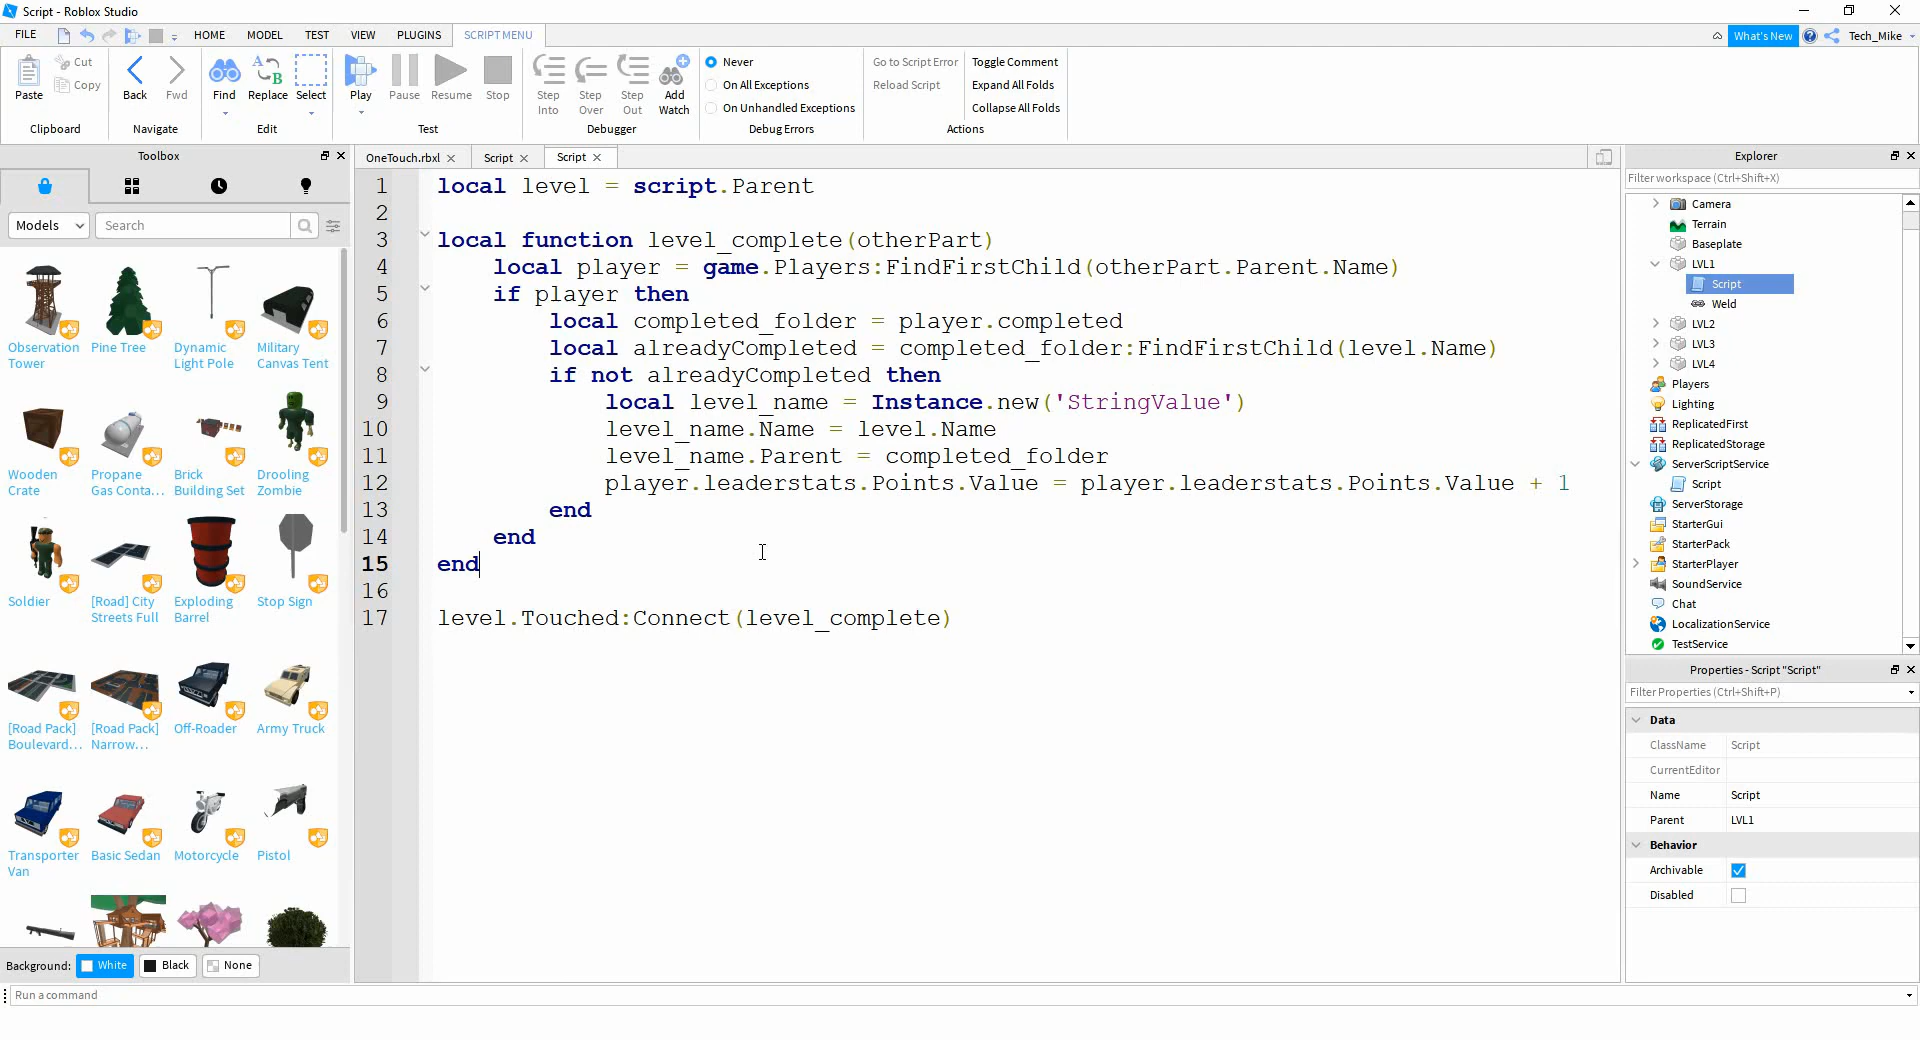 Script - Roblox Studio
FILE HOME MODEL TEST VIEW PLUGINS SCRIPT MENU What's New Tech_Mike
Paste Cut Copy Back Fwd Find Replace Select Play Pause Resume Stop Step Into Step Over Step Out Add Watch
Never
On All Exceptions
On Unhandled Exceptions
Go to Script Error
Reload Script
Toggle Comment
Expand All Folds
Collapse All Folds
Clipboard Navigate Edit Test Debugger Debug Errors Actions
Toolbox
Models Search
Observation Tower
Pine Tree
Dynamic Light Pole
Military Canvas Tent
Wooden Crate
Propane Gas Conta...
Brick Building Set
Drooling Zombie
Soldier
[Road] City Streets Full
Exploding Barrel
Stop Sign
[Road Pack] Boulevard...
[Road Pack] Narrow...
Off-Roader
Army Truck
Transporter Van
Basic Sedan
Motorcycle
Pistol
Background: White Black None
OneTouch.rbxl Script Script
1 local level = script.Parent
2
3 local function level_complete(otherPart)
4 local player = game.Players:FindFirstChild(otherPart.Parent.Name)
5 if player then
6 local completed_folder = player.completed
7 local alreadyCompleted = completed_folder:FindFirstChild(level.Name)
8 if not alreadyCompleted then
9 local level_name = Instance.new('StringValue')
10 level_name.Name = level.Name
11 level_name.Parent = completed_folder
12 player.leaderstats.Points.Value = player.leaderstats.Points.Value + 1
13 end
14 end
15 end
16
17 level.Touched:Connect(level_complete)
Explorer
Filter workspace (Ctrl+Shift+X)
Camera
Terrain
Baseplate
LVL1
Script
Weld
LVL2
LVL3
LVL4
Players
Lighting
ReplicatedFirst
ReplicatedStorage
ServerScriptService
Script
ServerStorage
StarterGui
StarterPack
StarterPlayer
SoundService
Chat
LocalizationService
TestService
Properties - Script "Script"
Filter Properties (Ctrl+Shift+P)
Data
ClassName Script
CurrentEditor
Name Script
Parent LVL1
Behavior
Archivable
Disabled
Run a command